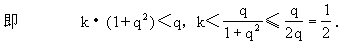 即 k·(1+q²)<q, k<q/(1+q²)≤q/2q=1/2.